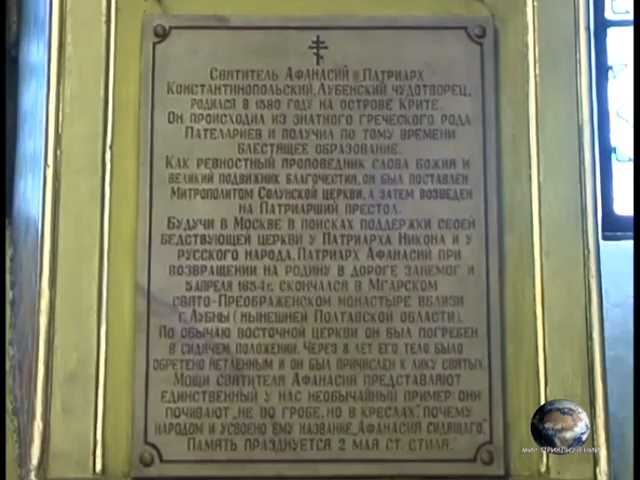 Святитель Афанасий III, Патриарх
Константинопольский, Лубенский чудотворец,
родился в 1580 году на острове Крите.
Он происходил из знатного греческого рода
Пателлариев и получил по тому времени
блестящее образование.
Как ревностный проповедник слова Божия и
великий подвижник благочестия, он был поставлен
митрополитом Солунской церкви, а затем возведен
на Патриарший престол.
Будучи в Москве в поисках поддержки своей
бедствующей церкви у Патриарха Никона и у
русского народа, Патриарх Афанасий при
возвращении на родину в дороге занемог и
5 апреля 1654 г. скончался в Мгарском
свято-Преображенском монастыре вблизи
г. Лубны (нынешней Полтавской области).
По обычаю восточной церкви он был погребен
в сидячем положении. Через 8 лет его тело было
обретено нетленным и он был причислен к лику святых.
Мощи святителя Афанасия представляют
единственный у нас необычайный пример: они
почивают „не во гробе, но в креслах". Почему
народом и усвоено ему название „Афанасия сидящаго".
Память празднуется 2 мая ст. стиля.
МИР ПРИКЛЮЧЕНИЙ